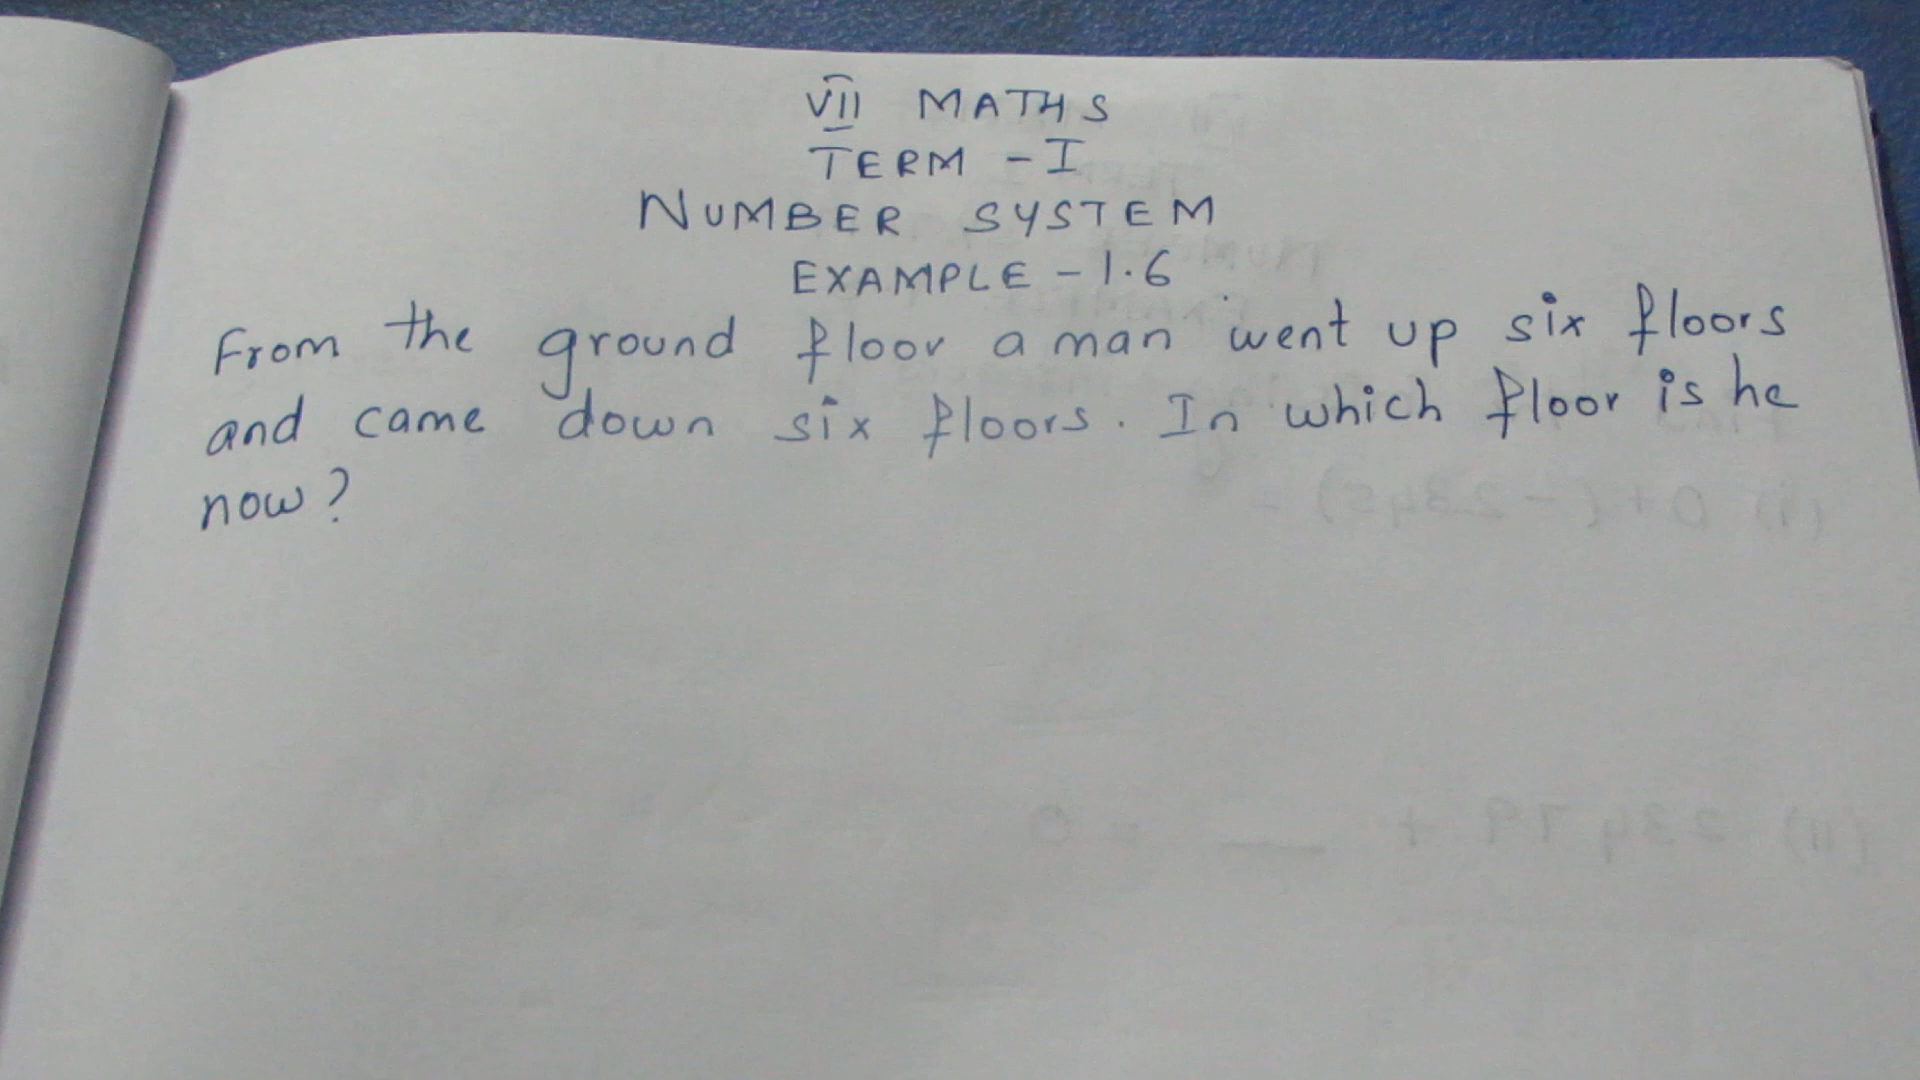 VII MATHS
TERM - I
NUMBER SYSTEM
EXAMPLE - 1.6
From the ground floor a man went up six floors
and came down six floors. In which floor is he
now?